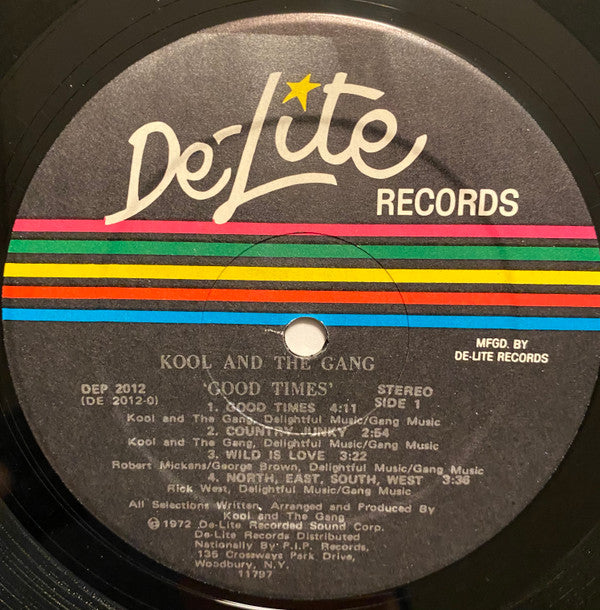 De-Lite
RECORDS
MFGD. BY
DE-LITE RECORDS
KOOL AND THE GANG
DEP 2012
(DE 2012-0)
'GOOD TIMES'
STEREO
SIDE 1
1. GOOD TIMES 4:11
Kool and The Gang, Delightful Music/Gang Music
2. COUNTRY JUNKY 2:54
Kool and The Gang, Delightful Music/Gang Music
3. WILD IS LOVE 3:22
Robert Mickens/George Brown, Delightful Music/Gang Music
4. NORTH, EAST, SOUTH, WEST 3:36
Rick West, Delightful Music/Gang Music
All Selections Written, Arranged and Produced By
Kool and The Gang
℗ 1972 De-Lite Recorded Sound Corp.
De-Lite Records Distributed
Nationally By P.I.P. Records,
135 Crossways Park Drive,
Woodbury, N.Y.
11797